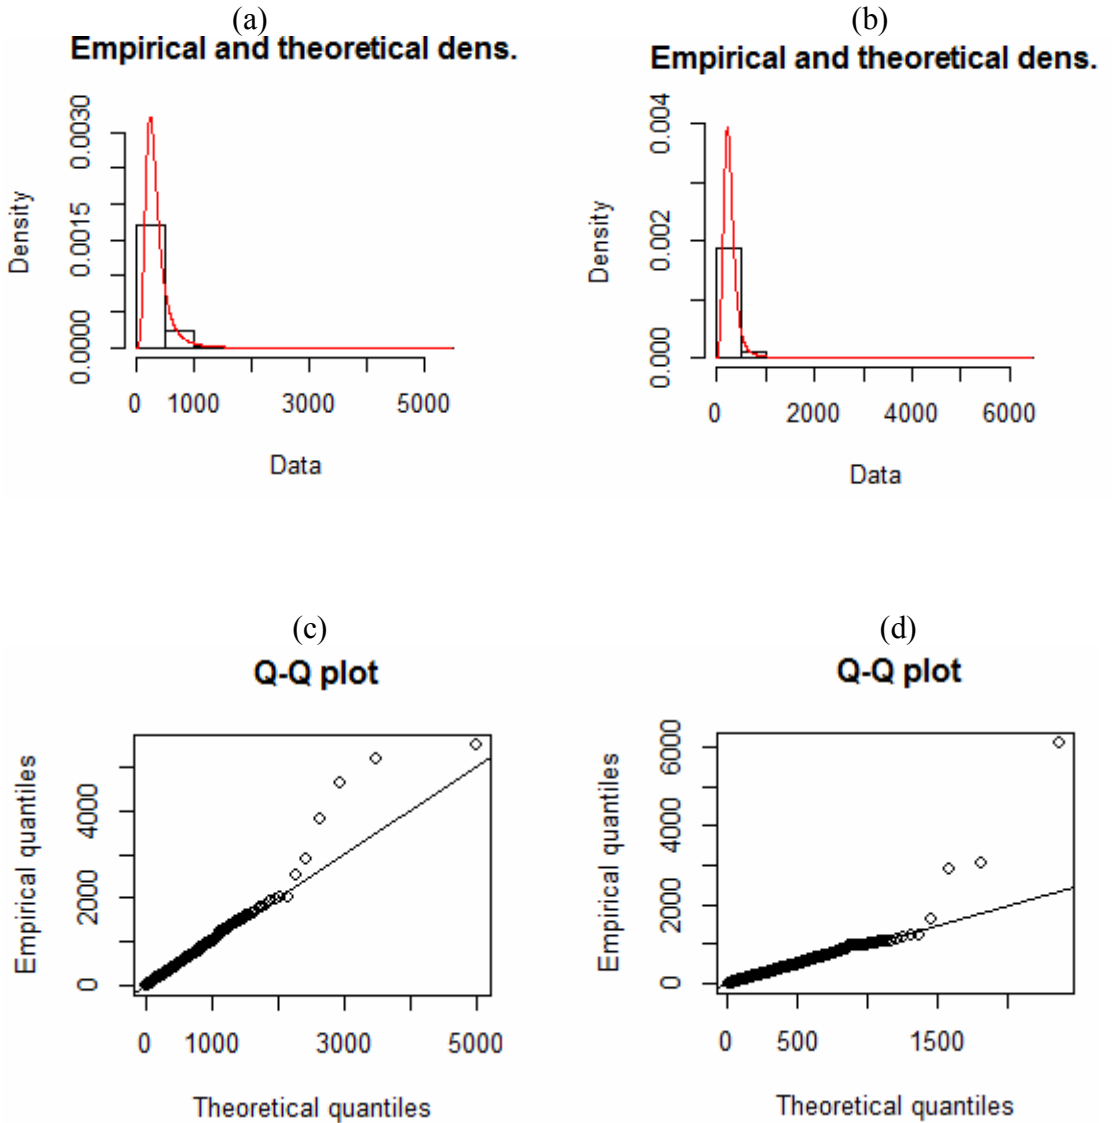 (a)
Empirical and theoretical dens.
Density
0.0000 0.0015 0.0030
0 1000 3000 5000
Data
(b)
Empirical and theoretical dens.
Density
0.000 0.002 0.004
0 2000 4000 6000
Data
(c)
Q-Q plot
Empirical quantiles
0 2000 4000
0 1000 3000 5000
Theoretical quantiles
(d)
Q-Q plot
Empirical quantiles
0 2000 4000 6000
0 500 1500
Theoretical quantiles